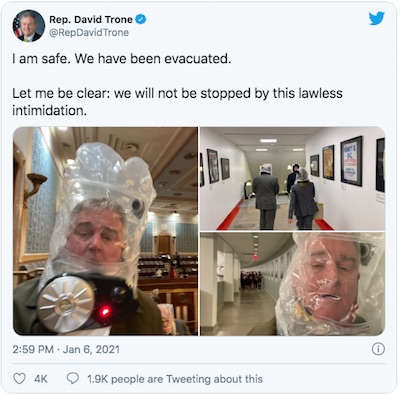 Rep. David Trone
@RepDavidTrone
I am safe. We have been evacuated.
Let me be clear: we will not be stopped by this lawless
intimidation.
2:59 PM · Jan 6, 2021
4K 1.9K people are Tweeting about this